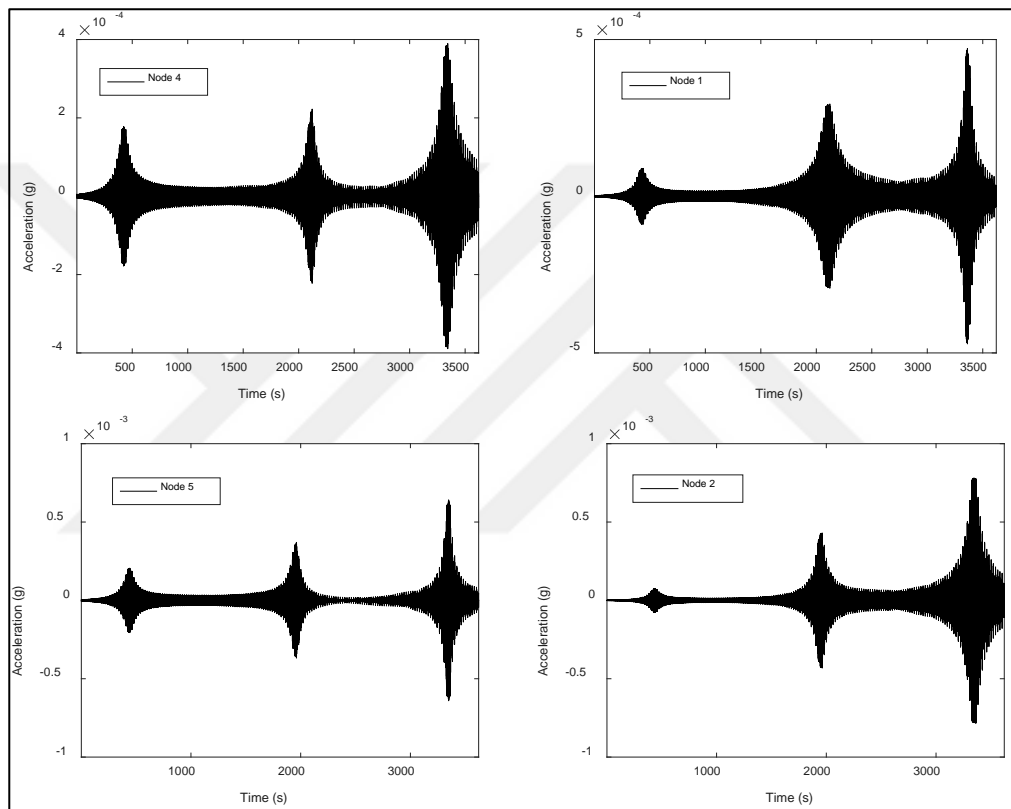 × 10 -4
4
Node 4
2
0
-2
-4
Acceleration (g)
500 1000 1500 2000 2500 3000 3500
Time (s)
× 10 -4
5
Node 1
0
-5
Acceleration (g)
500 1000 1500 2000 2500 3000 3500
Time (s)
× 10 -3
1
Node 5
0.5
0
-0.5
-1
Acceleration (g)
1000 2000 3000
Time (s)
× 10 -3
1
Node 2
0.5
0
-0.5
-1
Acceleration (g)
1000 2000 3000
Time (s)